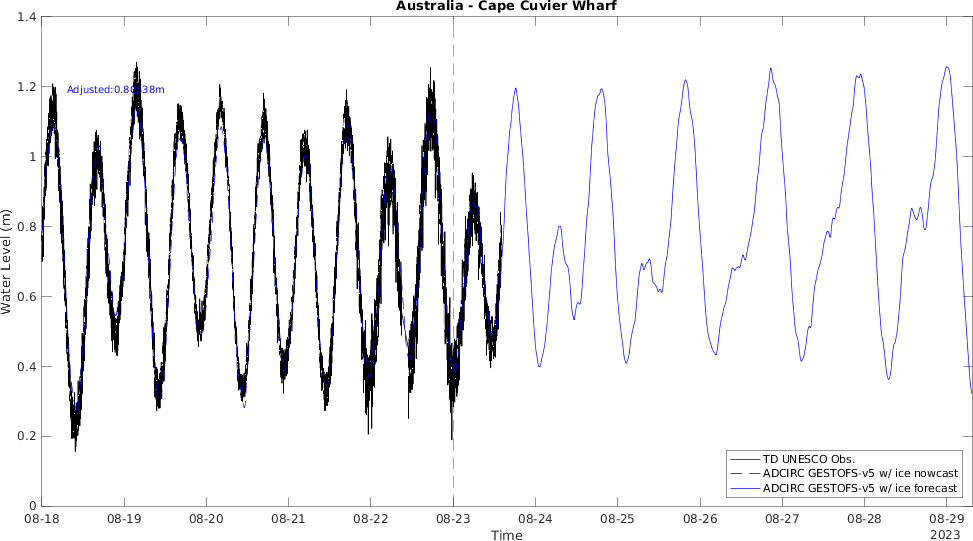 Australia - Cape Cuvier Wharf
1.4
1.2
1
0.8
0.6
0.4
0.2
0
Water Level (m)
Adjusted:0.80538m
TD UNESCO Obs.
ADCIRC GESTOFS-v5 w/ ice nowcast
ADCIRC GESTOFS-v5 w/ ice forecast
08-18 08-19 08-20 08-21 08-22 08-23 08-24 08-25 08-26 08-27 08-28 08-29
2023
Time